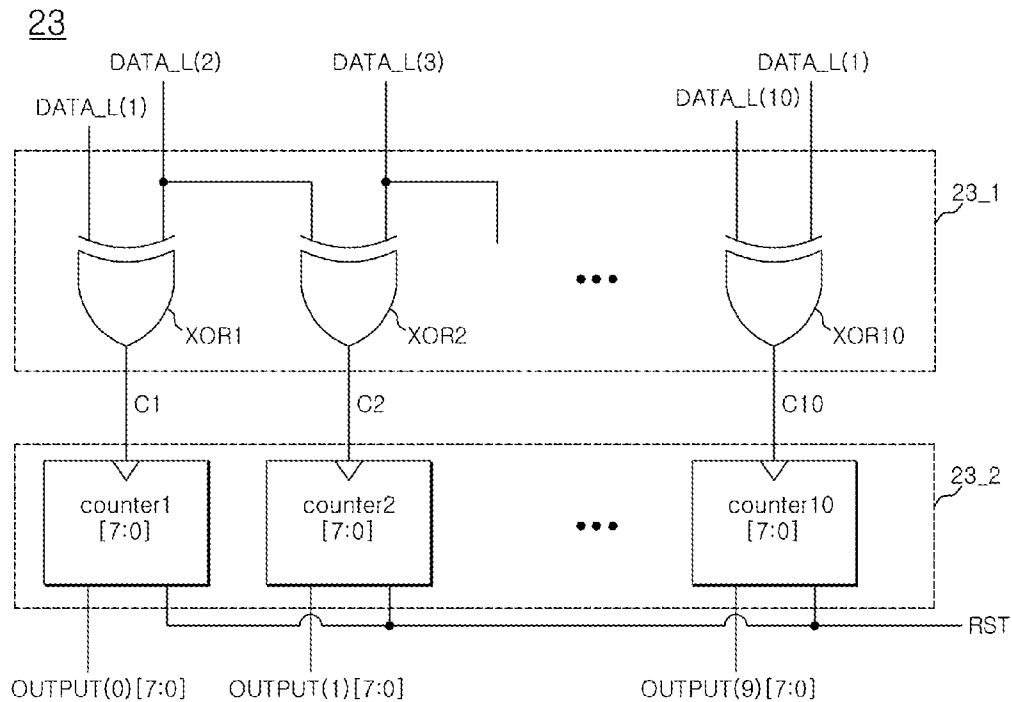 23
DATA_L(2)
DATA_L(3)
DATA_L(1)
DATA_L(1)
DATA_L(10)
23_1
XOR1
XOR2
XOR10
C1
C2
C10
23_2
counter1
[7:0]
counter2
[7:0]
counter10
[7:0]
RST
OUTPUT(0)[7:0]
OUTPUT(1)[7:0]
OUTPUT(9)[7:0]